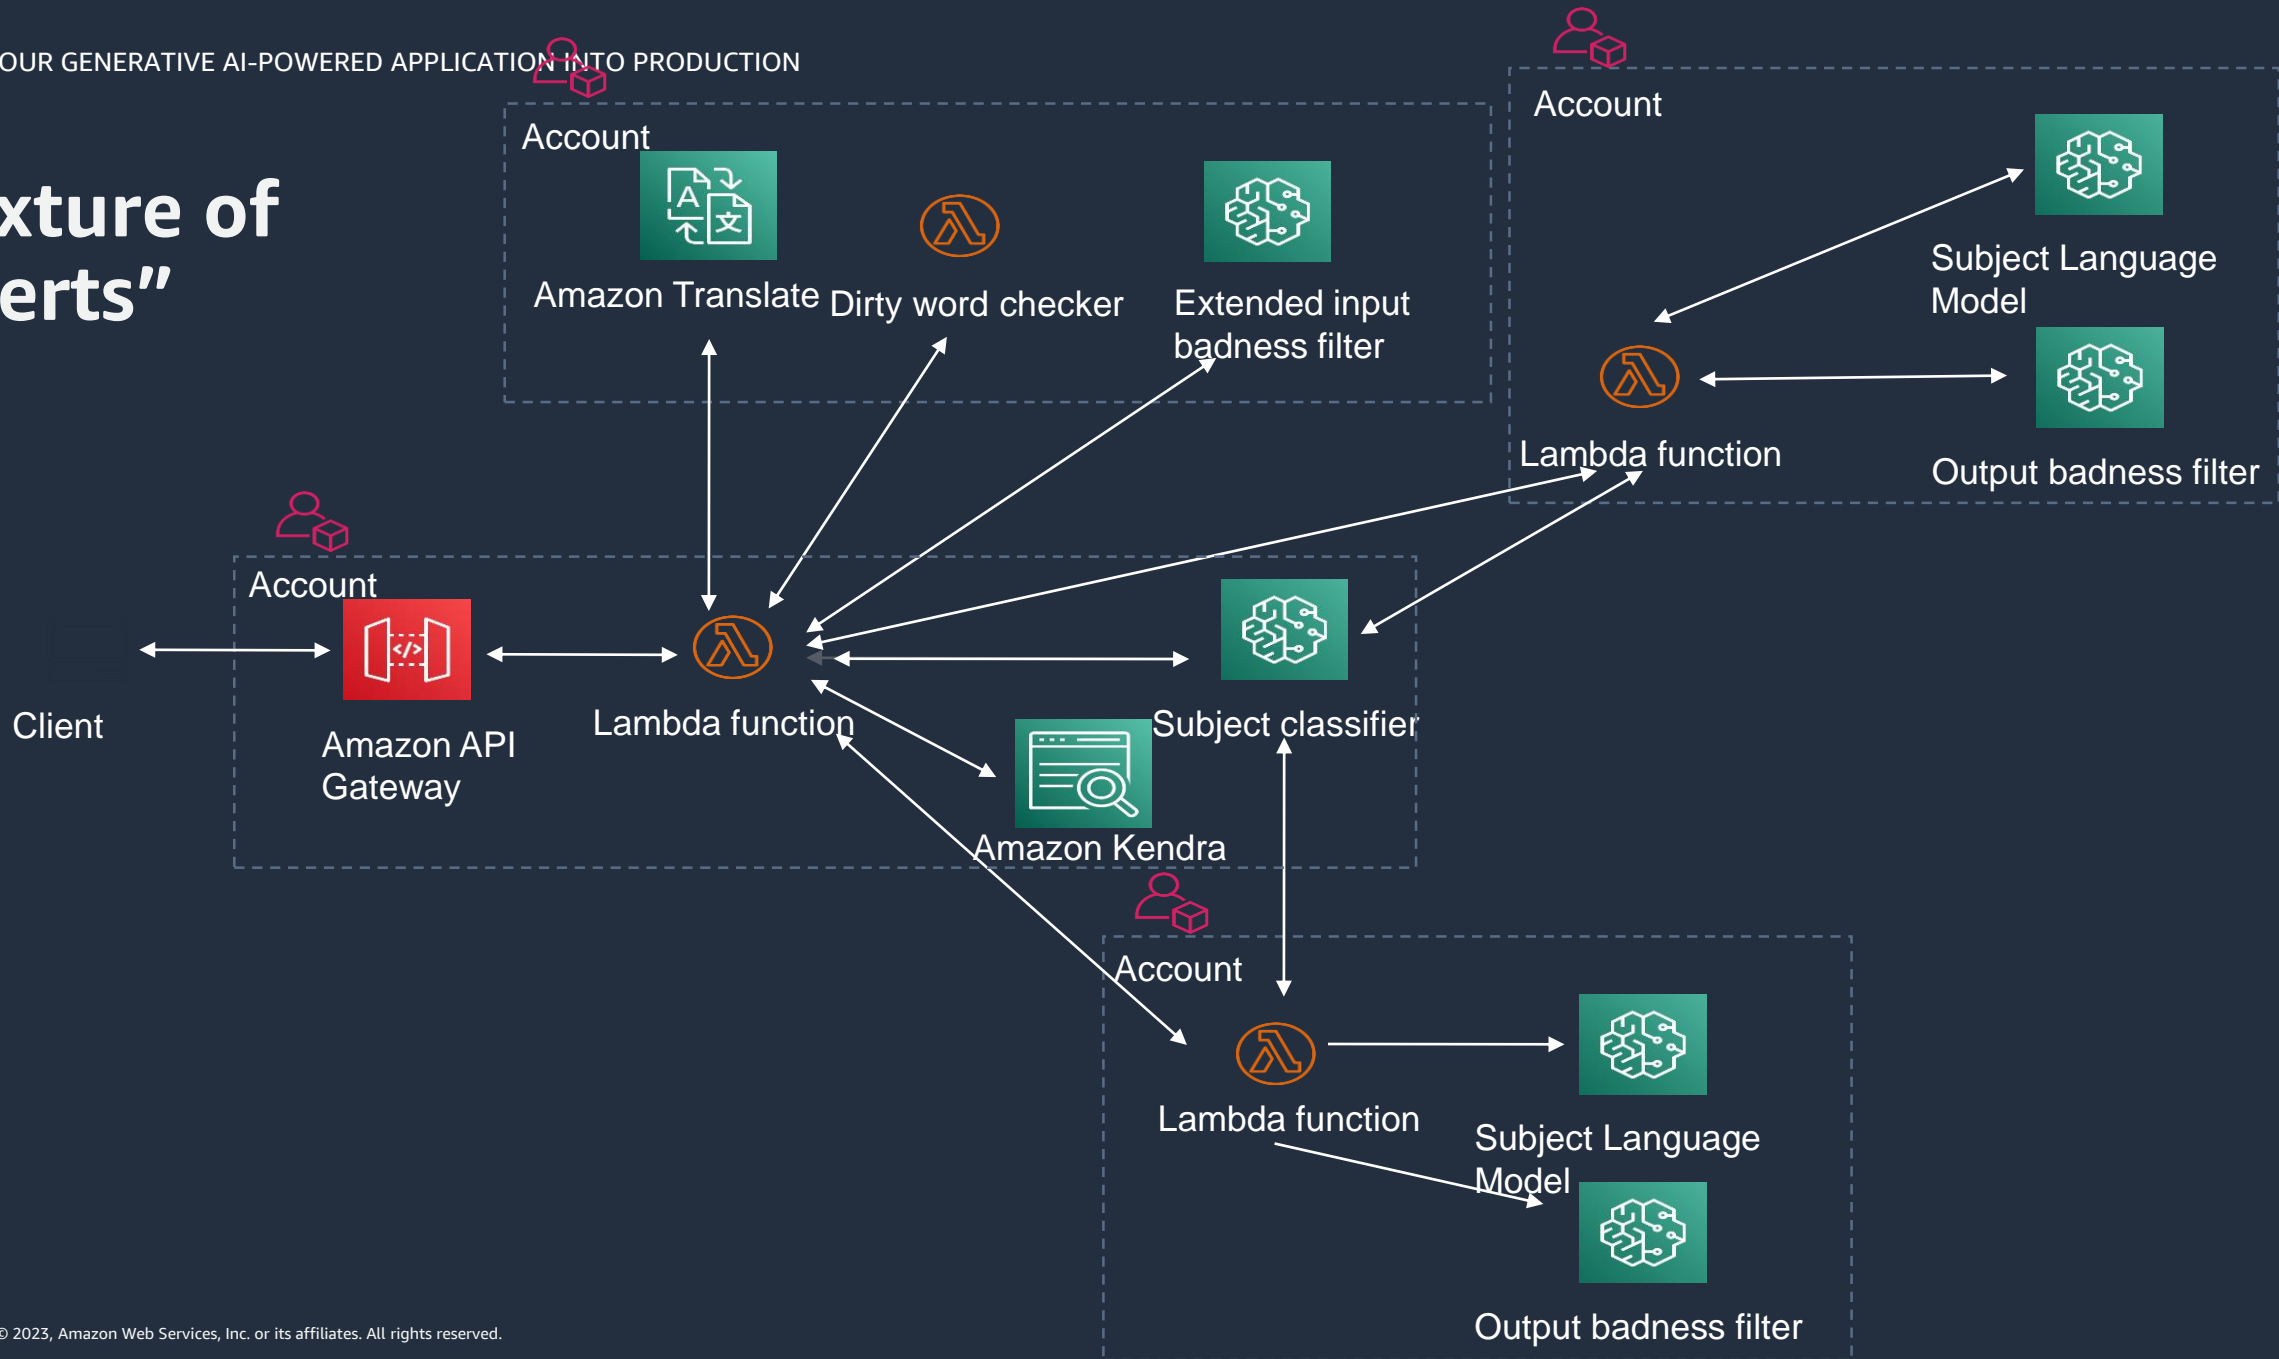 OUR GENERATIVE AI-POWERED APPLICATION INTO PRODUCTION
xture of
erts”
Account
Amazon Translate
Dirty word checker
Extended input
badness filter
Account
Subject Language
Model
Lambda function
Output badness filter
Account
Client
Amazon API
Gateway
Lambda function
Subject classifier
Amazon Kendra
Account
Lambda function
Subject Language
Model
Output badness filter
© 2023, Amazon Web Services, Inc. or its affiliates. All rights reserved.